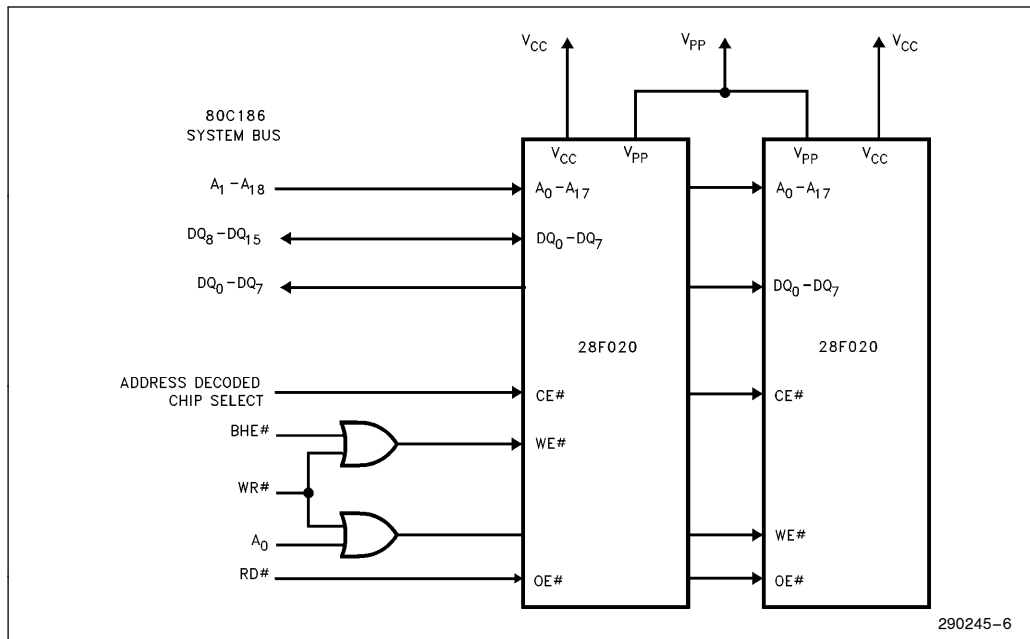 V_CC V_PP V_CC
80C186
SYSTEM BUS
V_CC V_PP V_PP V_CC
A_1-A_18 A_0-A_17 A_0-A_17
DQ_8-DQ_15 DQ_0-DQ_7
DQ_0-DQ_7 DQ_0-DQ_7
28F020 28F020
ADDRESS DECODED
CHIP SELECT CE# CE#
BHE#
WE#
WR#
A_0 WE#
RD# OE# OE#
290245-6